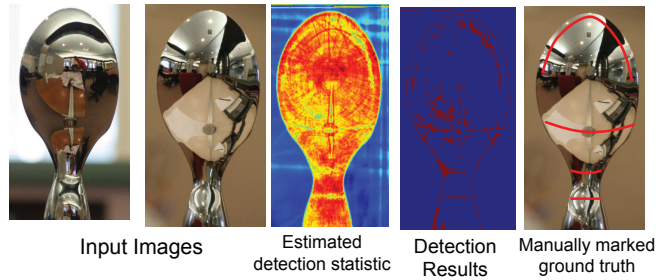 Input Images
Estimated
detection statistic
Detection
Results
Manually marked
ground truth